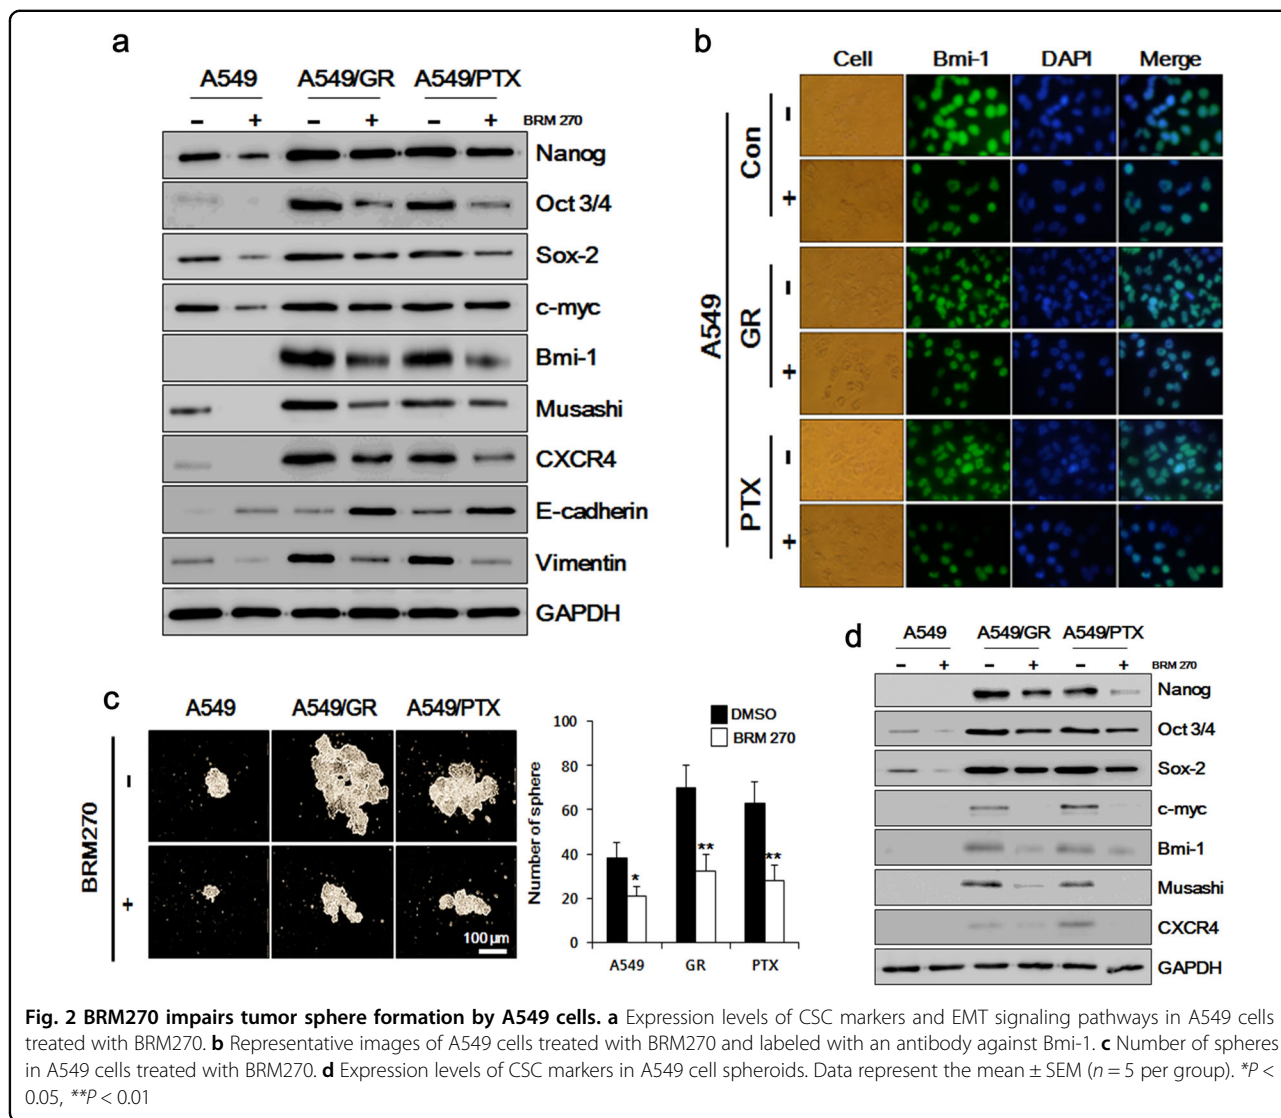 a
A549 A549/GR A549/PTX
– + – + – + BRM 270
Nanog
Oct 3/4
Sox-2
c-myc
Bmi-1
Musashi
CXCR4
E-cadherin
Vimentin
GAPDH
b
Cell Bmi-1 DAPI Merge
A549
Con
–
+
GR
–
+
PTX
–
+
c
A549 A549/GR A549/PTX
BRM270
–
+
100 µm
DMSO
BRM 270
Number of sphere
100
80
60
40
20
0
* ** **
A549 GR PTX
d
A549 A549/GR A549/PTX
– + – + – + BRM 270
Nanog
Oct 3/4
Sox-2
c-myc
Bmi-1
Musashi
CXCR4
GAPDH
Fig. 2 BRM270 impairs tumor sphere formation by A549 cells. a Expression levels of CSC markers and EMT signaling pathways in A549 cells
treated with BRM270. b Representative images of A549 cells treated with BRM270 and labeled with an antibody against Bmi-1. c Number of spheres
in A549 cells treated with BRM270. d Expression levels of CSC markers in A549 cell spheroids. Data represent the mean ± SEM (n = 5 per group). *P <
0.05, **P < 0.01